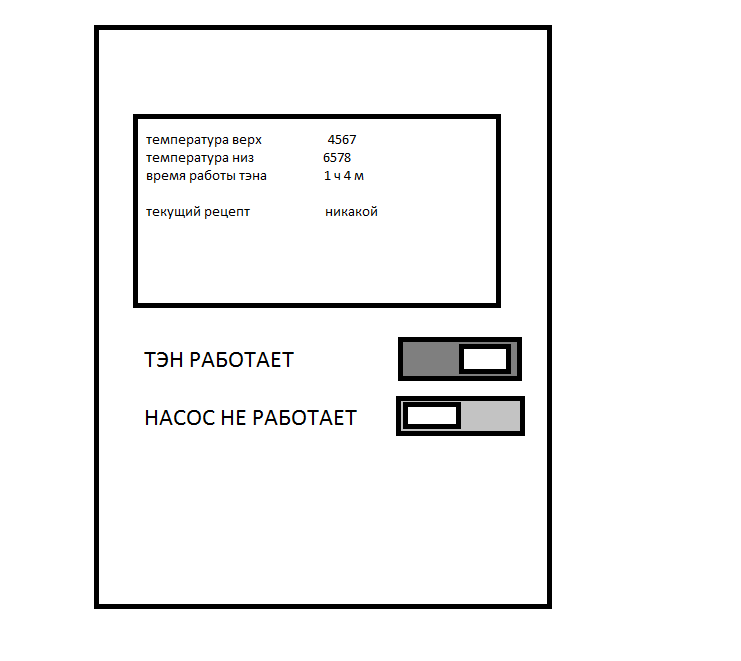 температура верх 4567
температура низ 6578
время работы тэна 1 ч 4 м
текущий рецепт никакой
ТЭН РАБОТАЕТ
НАСОС НЕ РАБОТАЕТ